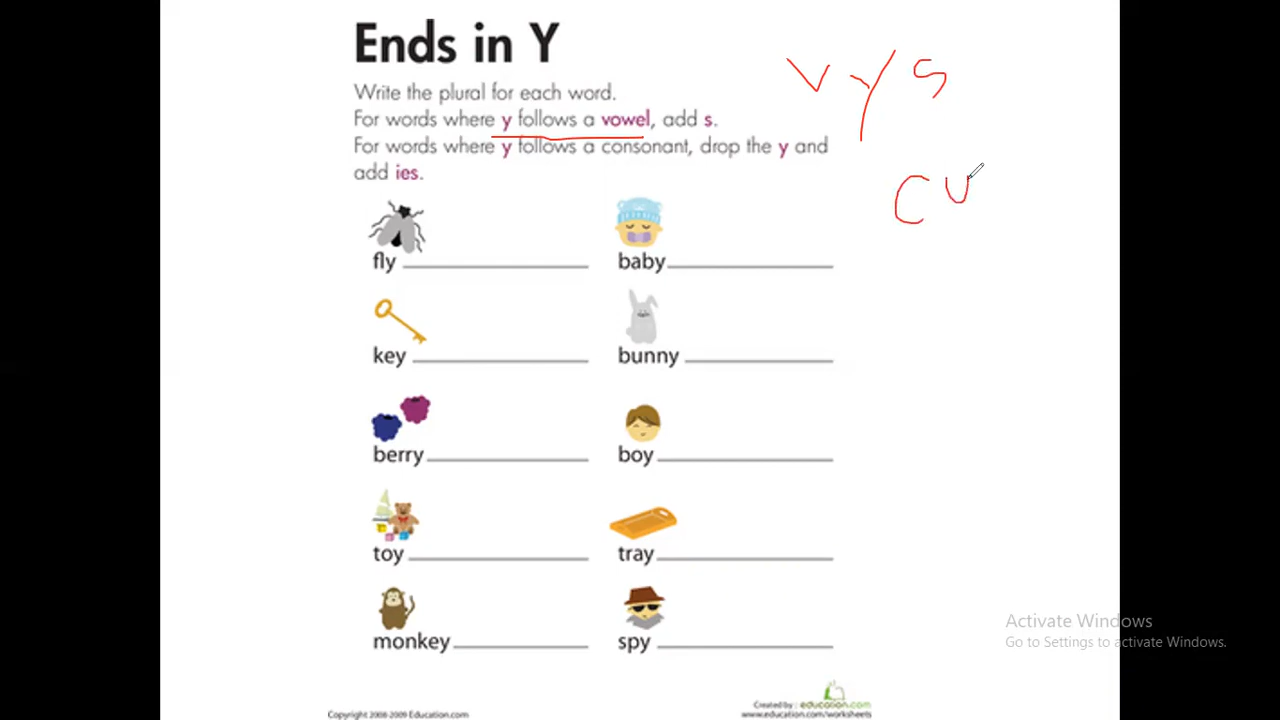 Ends in Y
Write the plural for each word.
For words where y follows a vowel, add s.
For words where y follows a consonant, drop the y and
add ies.
V y s
C
fly
baby
key
bunny
berry
boy
toy
tray
monkey
spy
Activate Windows
Go to Settings to activate Windows.
Created by : education.com
Copyright 2008-2009 Education.com
www.education.com/worksheets